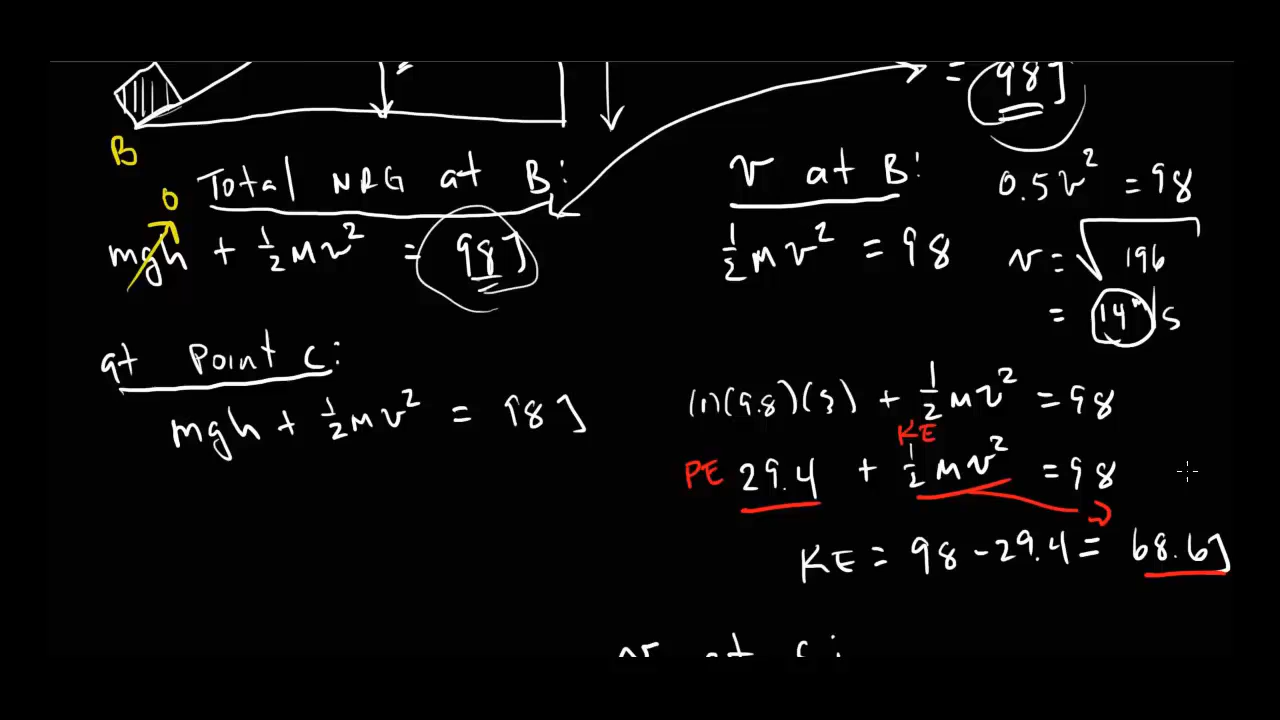 = 98J
B
Total NRG at B:
0
mgh + ½mv² = 98J
v at B:
½mv² = 98
0.5v² = 98
v = √196
= 14 m/s
at Point C:
mgh + ½mv² = 98J
(1)(9.8)(3) + ½mv² = 98
KE
PE 29.4 + ½mv² = 98
KE = 98 - 29.4 = 68.6J
v at C: